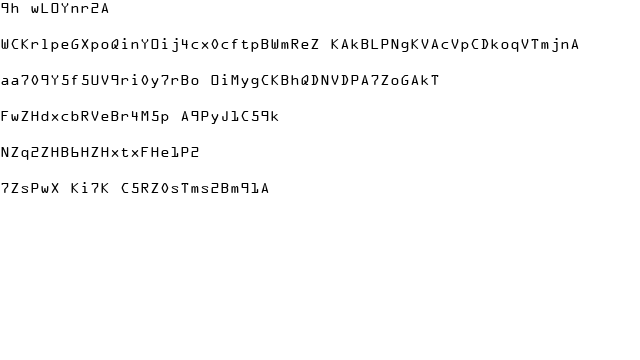 9h wLOYnr2A
WCKr1peGXpoQinYOij4cx0cftpBWmReZ KAkBLPNgKVAcVpCDkoqVTmjnA
aa709Y5f5UV9ri0y7rBo OiMygCKBhQDNVDPA7ZoGAkT
FwZHdxcbRVeBr4M5p A9PyJ1C59k
NZq2ZHB6HZHxtxFHe1P2
7ZsPwX Ki7K C5RZ0sTms2Bm91A